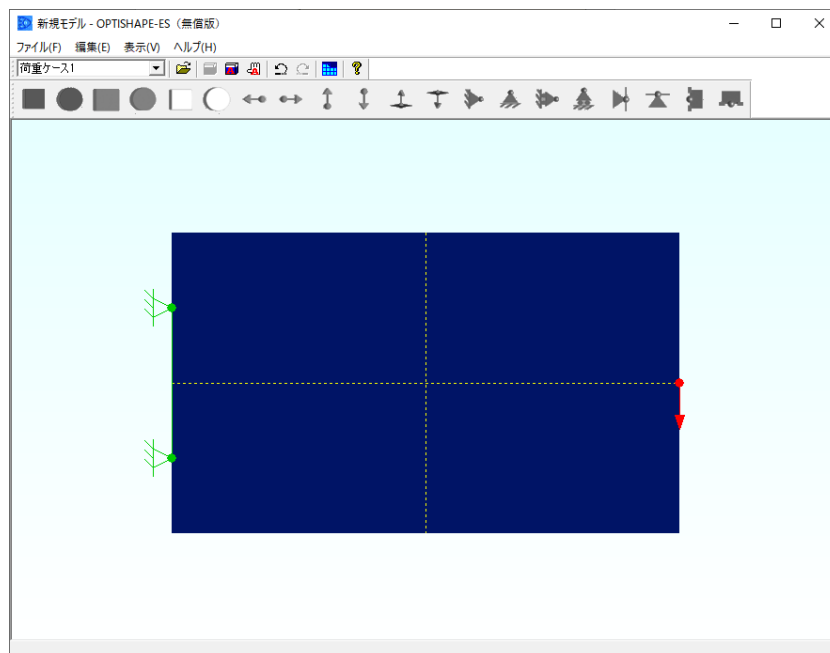 新規モデル - OPTISHAPE-ES（無償版）
ファイル(F) 編集(E) 表示(V) ヘルプ(H)
荷重ケース1